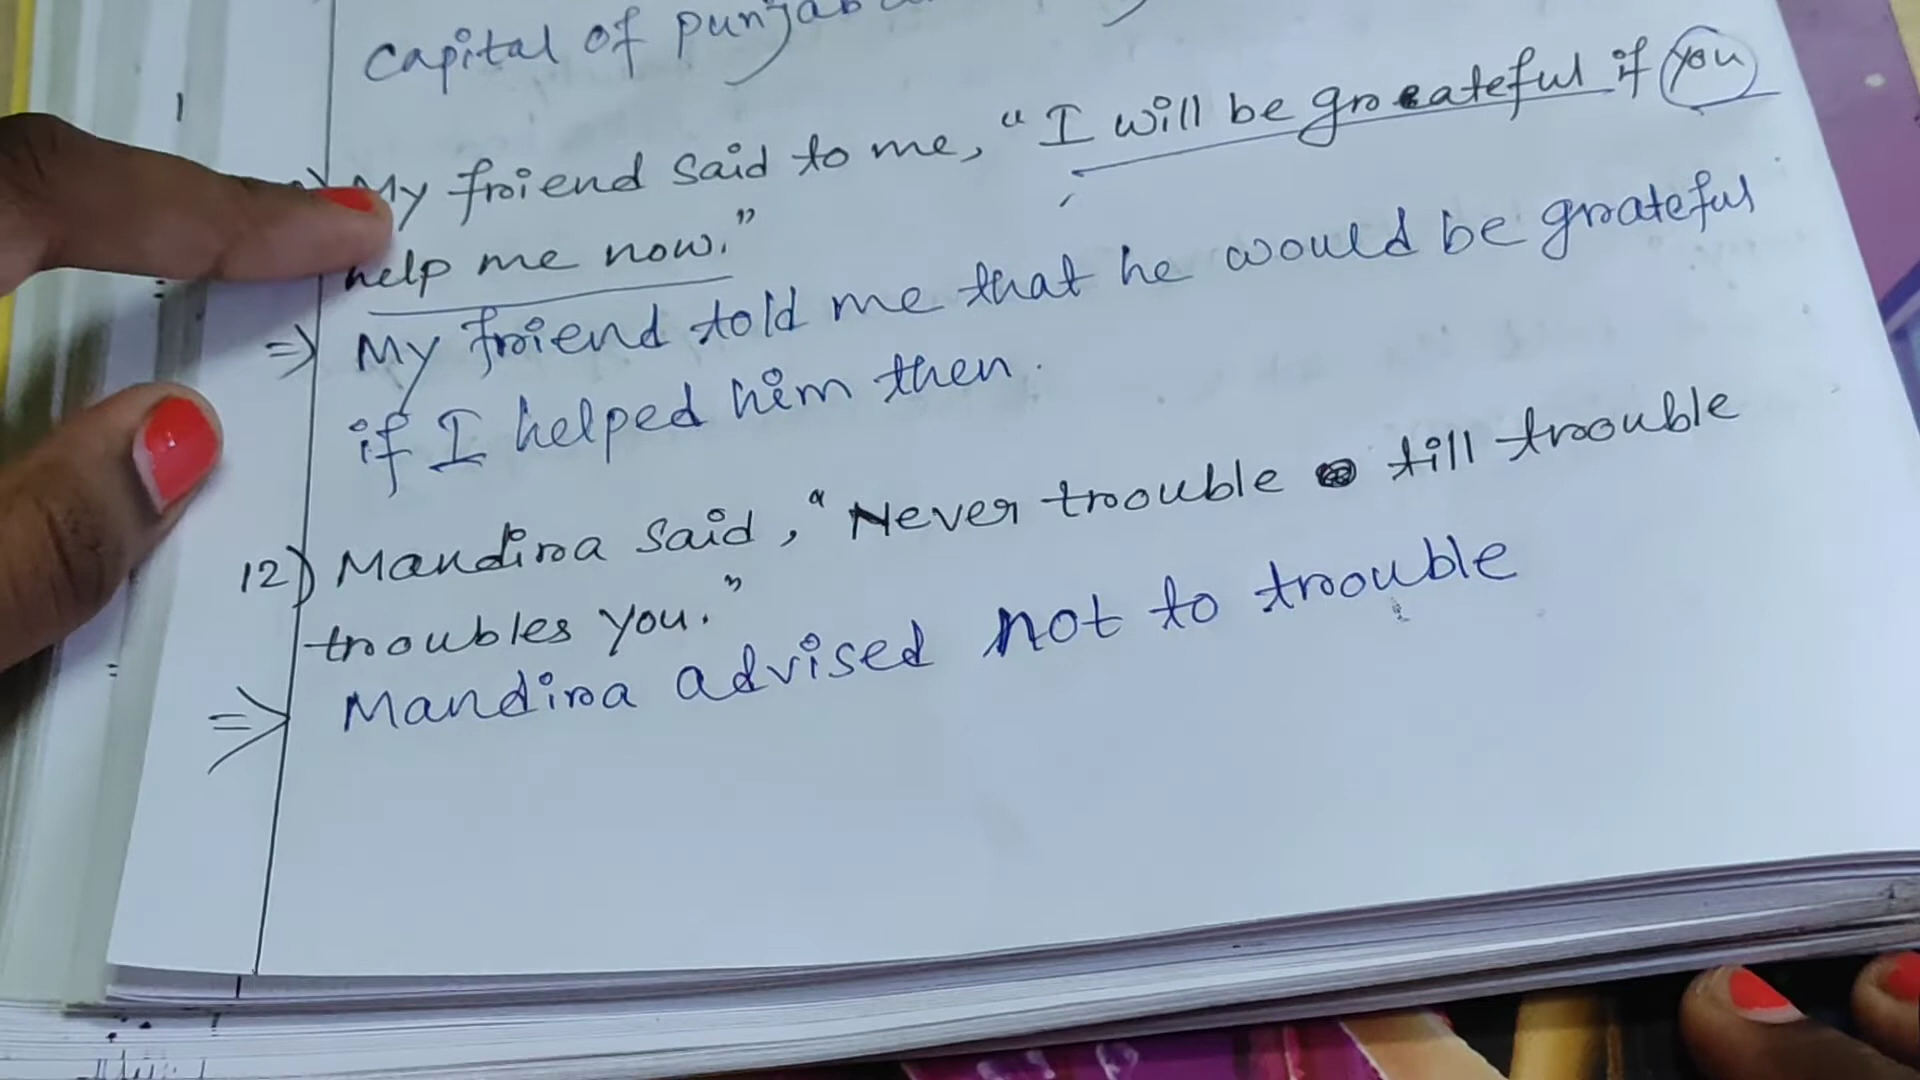 Capital of Punjab
My friend said to me, "I will be greateful if you
help me now."
=> My friend told me that he would be grateful
if I helped him then.
12) Mandira said, "Never trouble till trouble
troubles you."
=> Mandira advised not to trouble